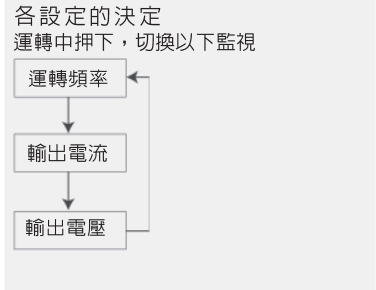 各設定的決定
運轉中押下，切換以下監視
運轉頻率
輸出電流
輸出電壓